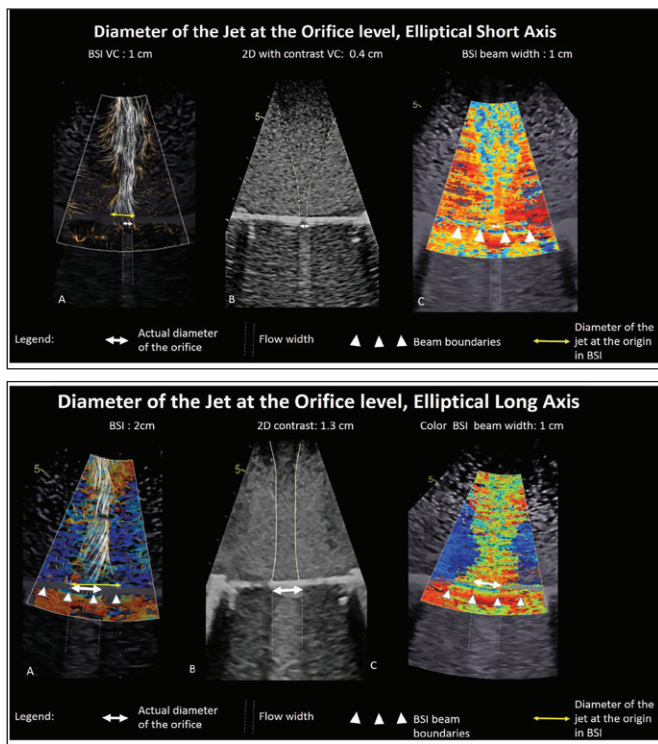 Diameter of the Jet at the Orifice level, Elliptical Short Axis
BSI VC : 1 cm
2D with contrast VC: 0.4 cm
BSI beam width : 1 cm
5
5
5
A
B
C
Legend:
Actual diameter
of the orifice
Flow width
Beam boundaries
Diameter of the
jet at the origin
in BSI
Diameter of the Jet at the Orifice level, Elliptical Long Axis
BSI : 2cm
2D contrast: 1.3 cm
Color BSI beam width: 1 cm
5
5
5
A
B
C
Legend:
Actual diameter
of the orifice
Flow width
BSI beam
boundaries
Diameter of the
jet at the origin
in BSI